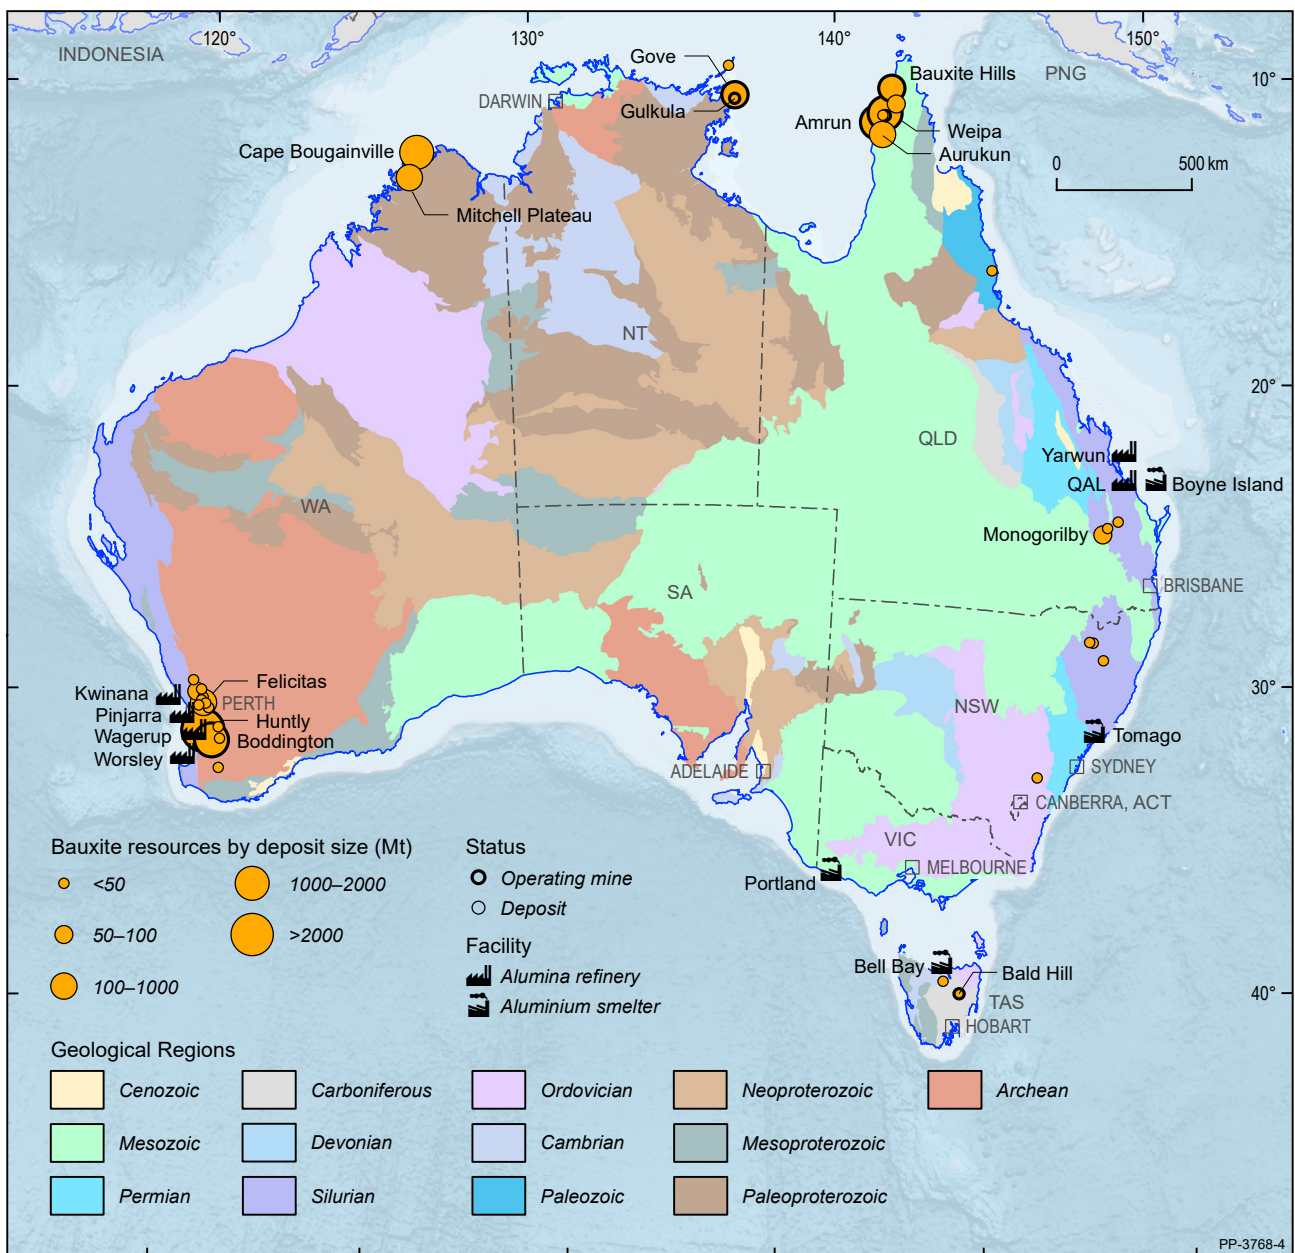 120°
130°
140°
150°
INDONESIA
PNG
10°
Gove
Bauxite Hills
DARWIN
Gulkula
Amrun
Weipa
Aurukun
Cape Bougainville
0
500 km
Mitchell Plateau
NT
20°
QLD
Yarwun
QAL
Boyne Island
WA
Monogorilby
SA
BRISBANE
30°
Felicitas
Kwinana
PERTH
Pinjarra
Huntly
Wagerup
Boddington
Worsley
NSW
Tomago
SYDNEY
ADELAIDE
CANBERRA, ACT
VIC
MELBOURNE
Portland
Bell Bay
Bald Hill
TAS
HOBART
40°
Bauxite resources by deposit size (Mt)
<50
1000–2000
50–100
>2000
100–1000
Status
Operating mine
Deposit
Facility
Alumina refinery
Aluminium smelter
Geological Regions
Cenozoic
Carboniferous
Ordovician
Neoproterozoic
Archean
Mesozoic
Devonian
Cambrian
Mesoproterozoic
Permian
Silurian
Paleozoic
Paleoproterozoic
PP-3768-4